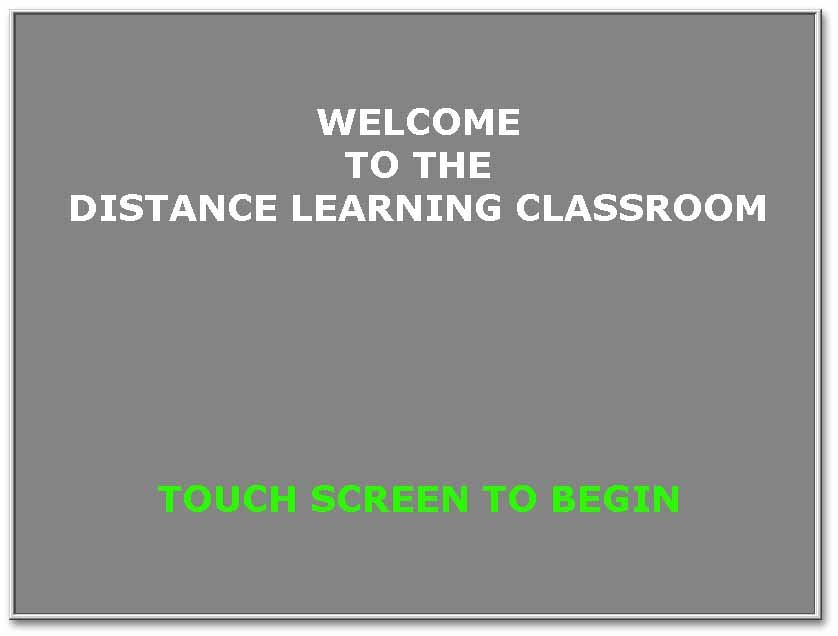 WELCOME
TO THE
DISTANCE LEARNING CLASSROOM
TOUCH SCREEN TO BEGIN